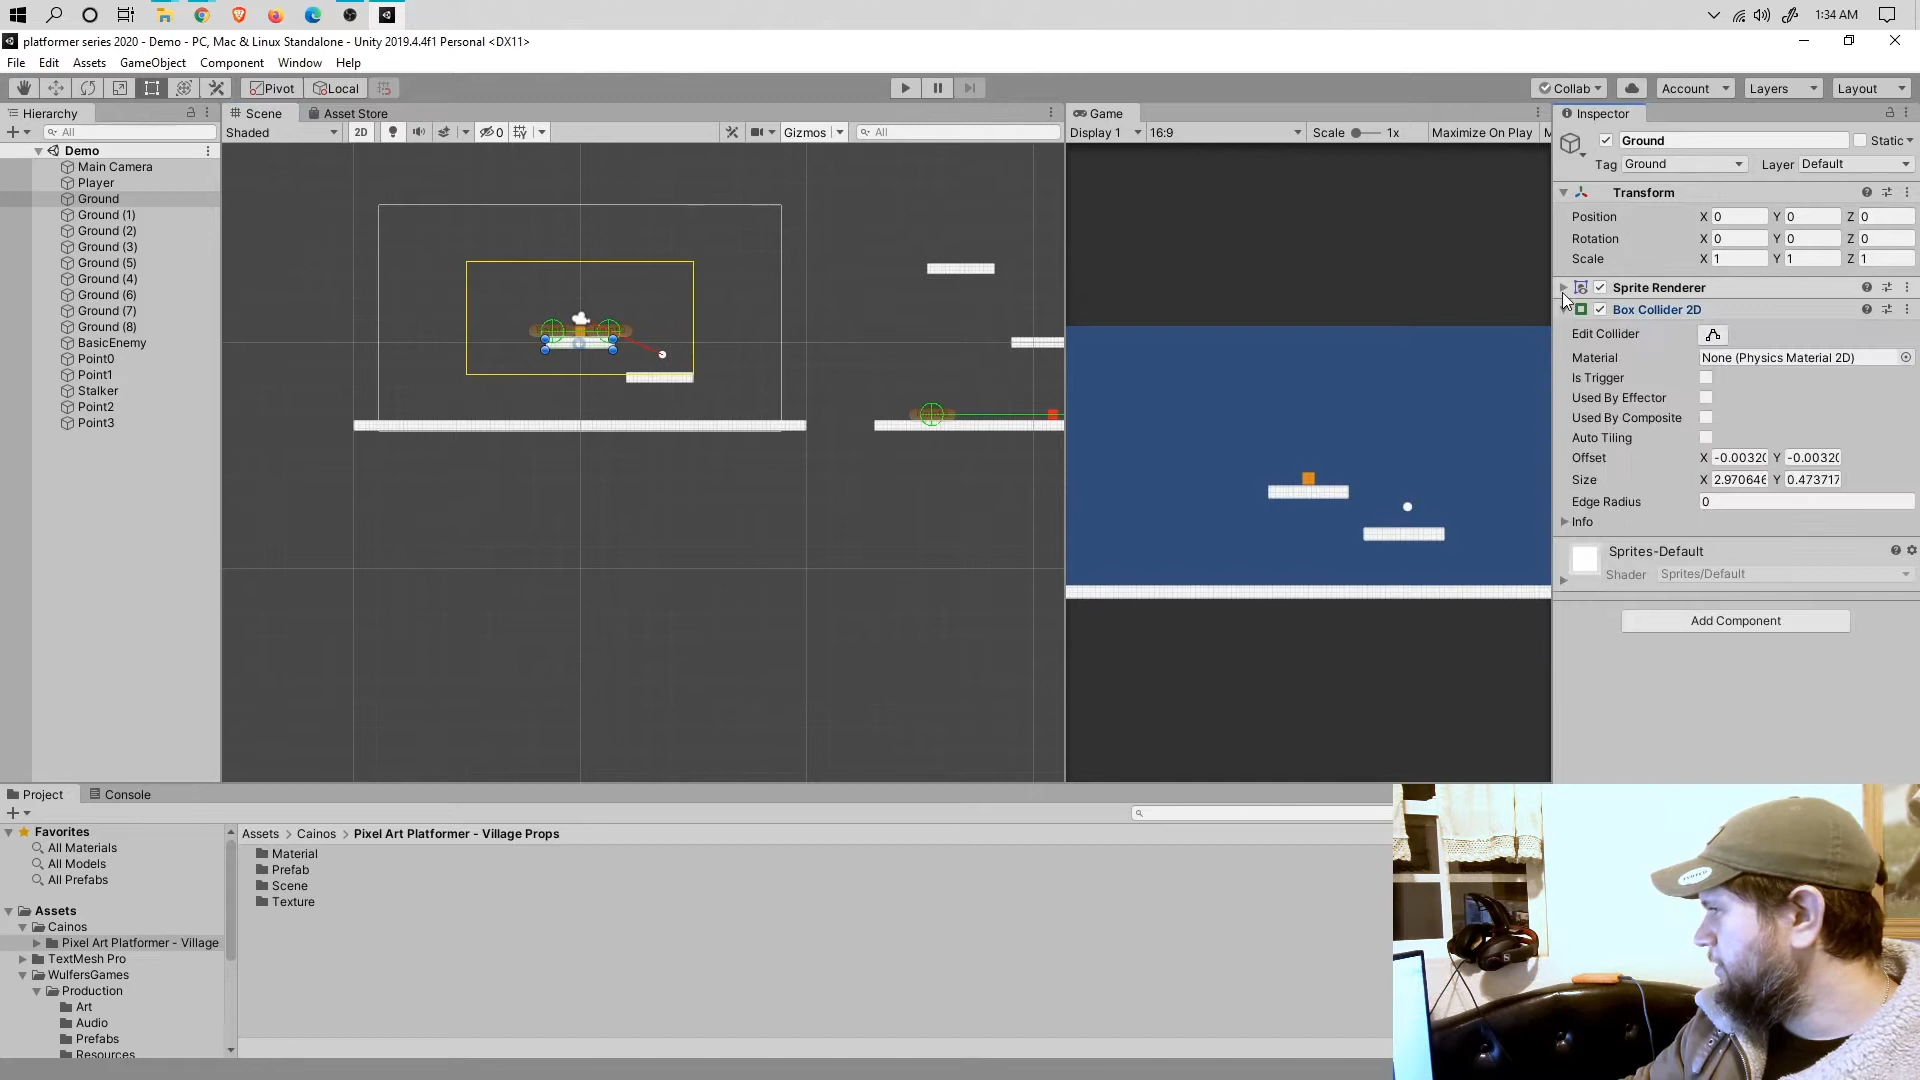 1:34 AM
platformer series 2020 - Demo - PC, Mac & Linux Standalone - Unity 2019.4.4f1 Personal <DX11>
File Edit Assets GameObject Component Window Help
Pivot Local Collab Account Layers Layout
Hierarchy
All
Demo
Main Camera
Player
Ground
Ground (1)
Ground (2)
Ground (3)
Ground (5)
Ground (4)
Ground (6)
Ground (7)
Ground (8)
BasicEnemy
Point0
Point1
Stalker
Point2
Point3
Scene Asset Store
Shaded 2D 0 Gizmos All
Game
Display 1 16:9 Scale 1x Maximize On Play M
Inspector
Ground Static
Tag Ground Layer Default
Transform
Position X 0 Y 0 Z 0
Rotation X 0 Y 0 Z 0
Scale X 1 Y 1 Z 1
Sprite Renderer
Box Collider 2D
Edit Collider
Material None (Physics Material 2D)
Is Trigger
Used By Effector
Used By Composite
Auto Tiling
Offset X -0.00320 Y -0.00320
Size X 2.970646 Y 0.473717
Edge Radius 0
Info
Sprites-Default
Shader Sprites/Default
Add Component
Project Console
Favorites
All Materials
All Models
All Prefabs
Assets
Cainos
Pixel Art Platformer - Village
TextMesh Pro
WulfersGames
Production
Art
Audio
Prefabs
Resources
Assets > Cainos > Pixel Art Platformer - Village Props
Material
Prefab
Scene
Texture